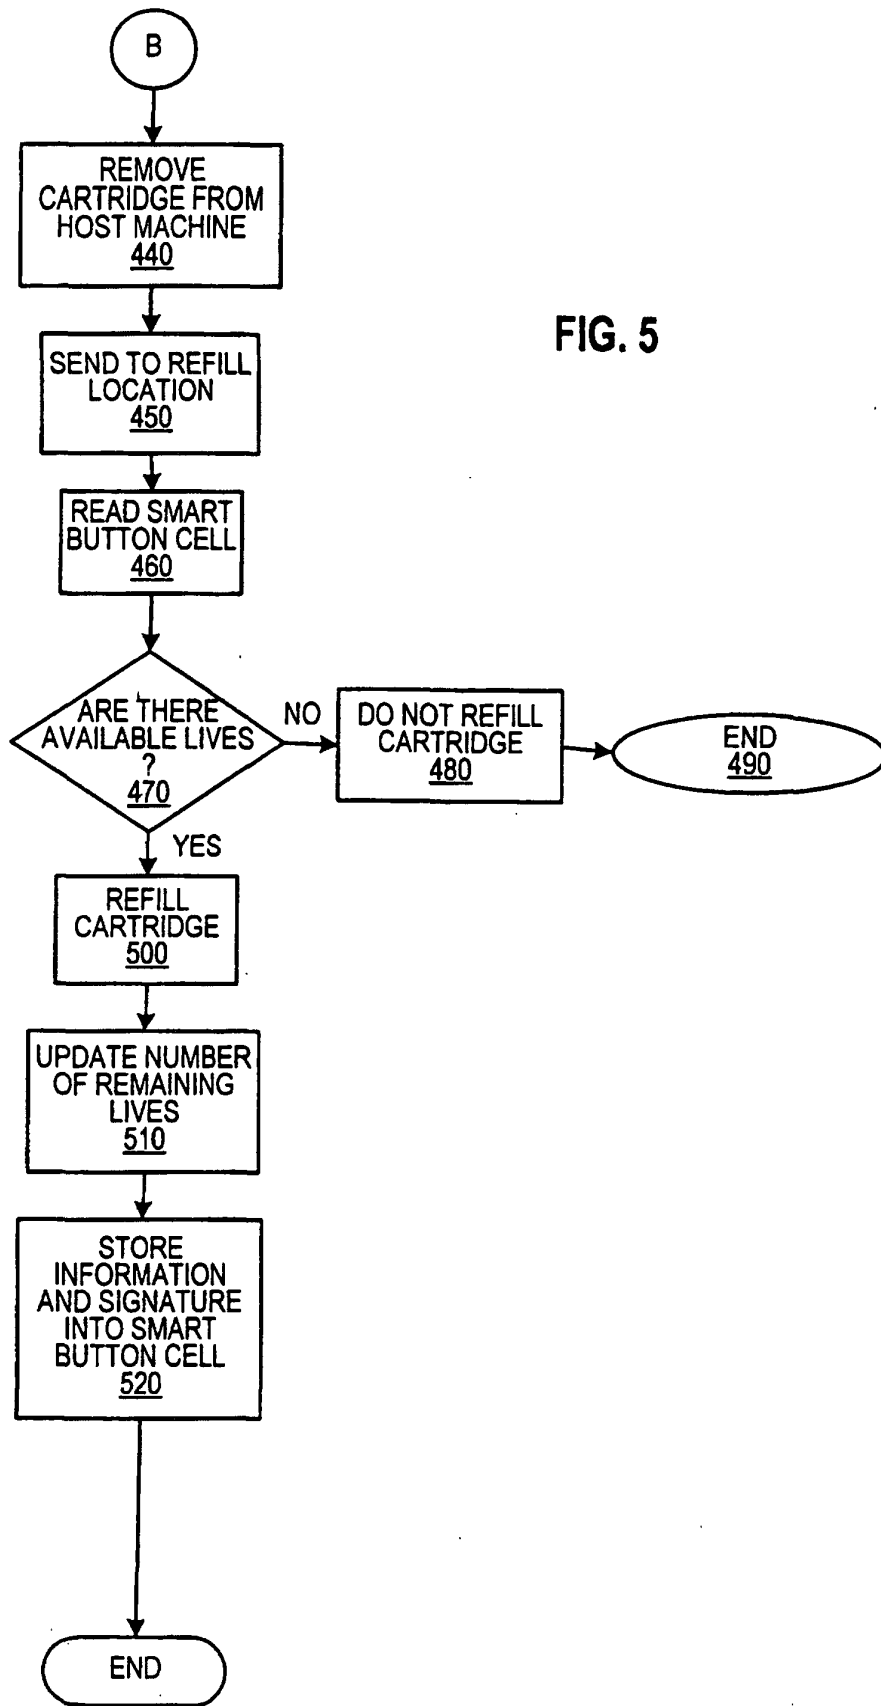 B
REMOVE
CARTRIDGE FROM
HOST MACHINE
440
FIG. 5
SEND TO REFILL
LOCATION
450
READ SMART
BUTTON CELL
460
ARE THERE
AVAILABLE LIVES
?
470
NO
DO NOT REFILL
CARTRIDGE
480
END
490
YES
REFILL
CARTRIDGE
500
UPDATE NUMBER
OF REMAINING
LIVES
510
STORE
INFORMATION
AND SIGNATURE
INTO SMART
BUTTON CELL
520
END